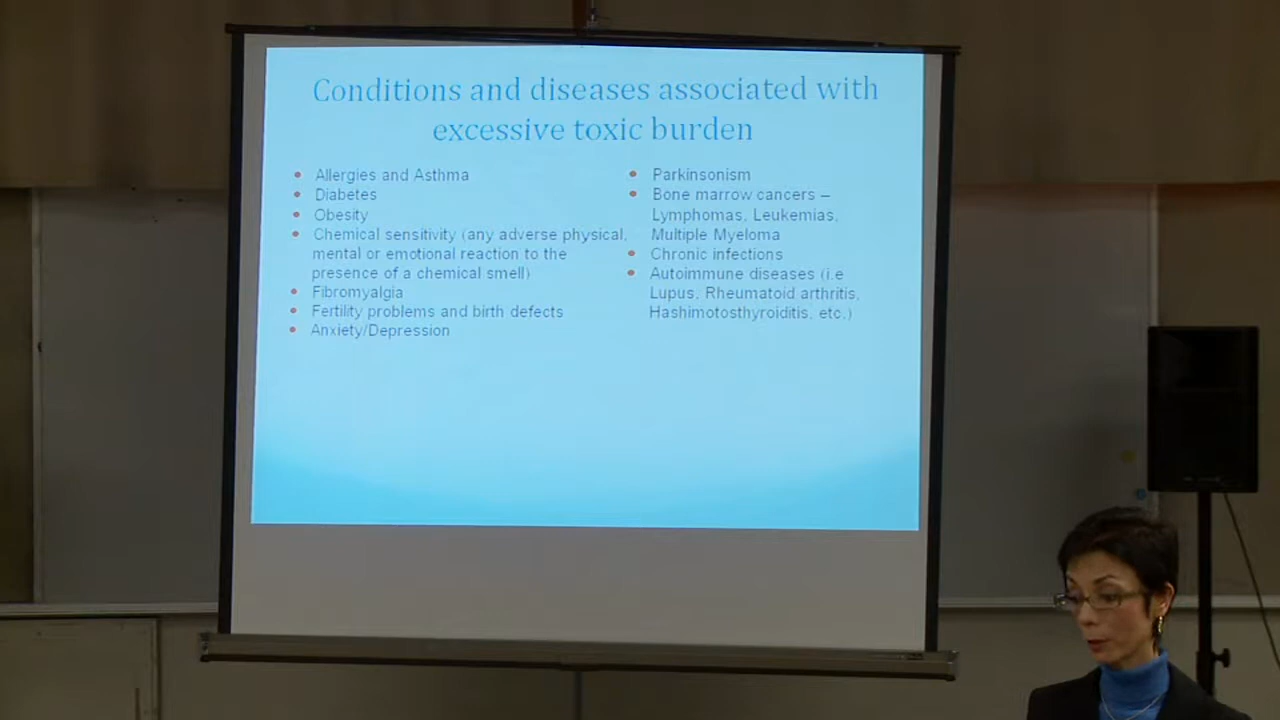 Conditions and diseases associated with
excessive toxic burden
Allergies and Asthma
Diabetes
Obesity
Chemical sensitivity (any adverse physical,
mental or emotional reaction to the
presence of a chemical smell)
Fibromyalgia
Fertility problems and birth defects
Anxiety/Depression
Parkinsonism
Bone marrow cancers –
Lymphomas, Leukemias,
Multiple Myeloma
Chronic infections
Autoimmune diseases (i.e
Lupus, Rheumatoid arthritis,
Hashimotosthyroiditis, etc.)